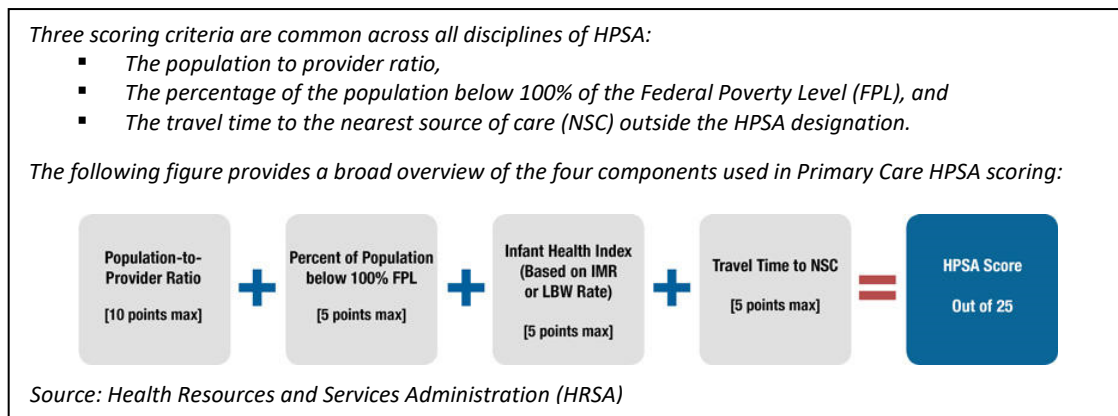 Three scoring criteria are common across all disciplines of HPSA:
▪ The population to provider ratio,
▪ The percentage of the population below 100% of the Federal Poverty Level (FPL), and
▪ The travel time to the nearest source of care (NSC) outside the HPSA designation.
The following figure provides a broad overview of the four components used in Primary Care HPSA scoring:
Population-to-
Provider Ratio
[10 points max]
+
Percent of Population
below 100% FPL
[5 points max]
+
Infant Health Index
(Based on IMR
or LBW Rate)
[5 points max]
+
Travel Time to NSC
[5 points max]
=
HPSA Score
Out of 25
Source: Health Resources and Services Administration (HRSA)